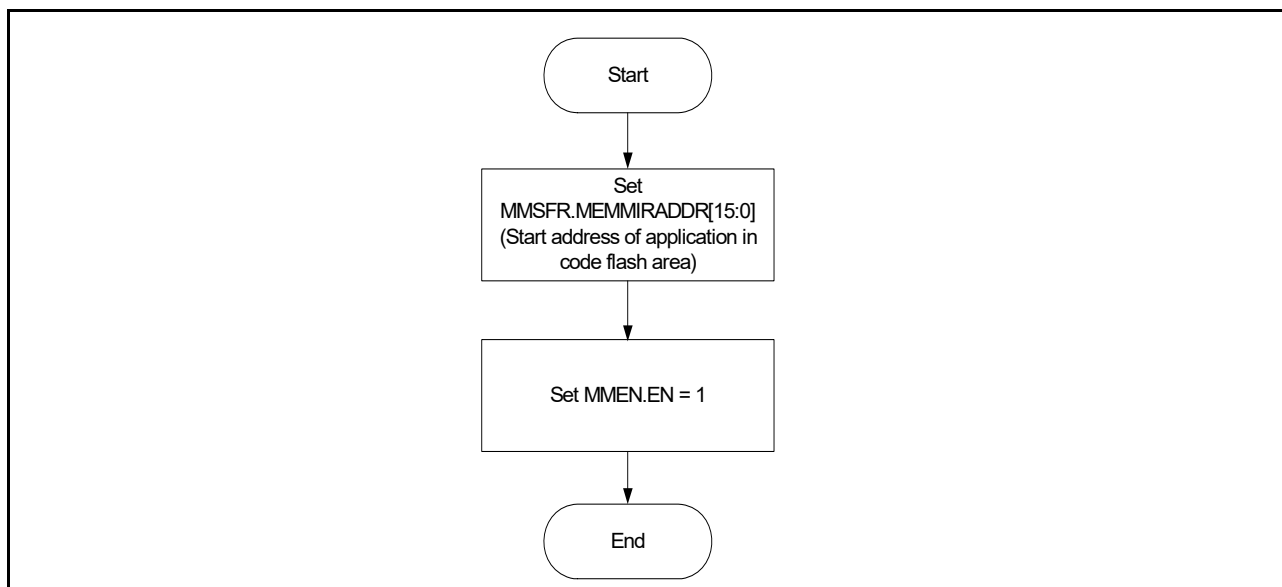 Start
Set
MMSFR.MEMMIRADDR[15:0]
(Start address of application in
code flash area)
Set MMEN.EN = 1
End